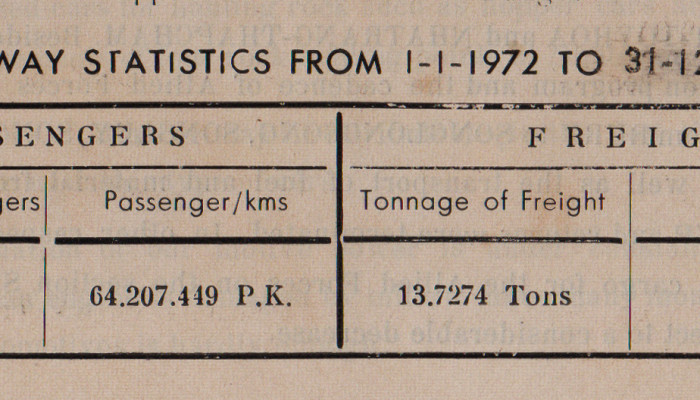 WAY STATISTICS FROM 1-1-1972 TO 31-12
SENGERS FREIG
gers Passenger/kms Tonnage of Freight
64.207.449 P.K. 13.7274 Tons